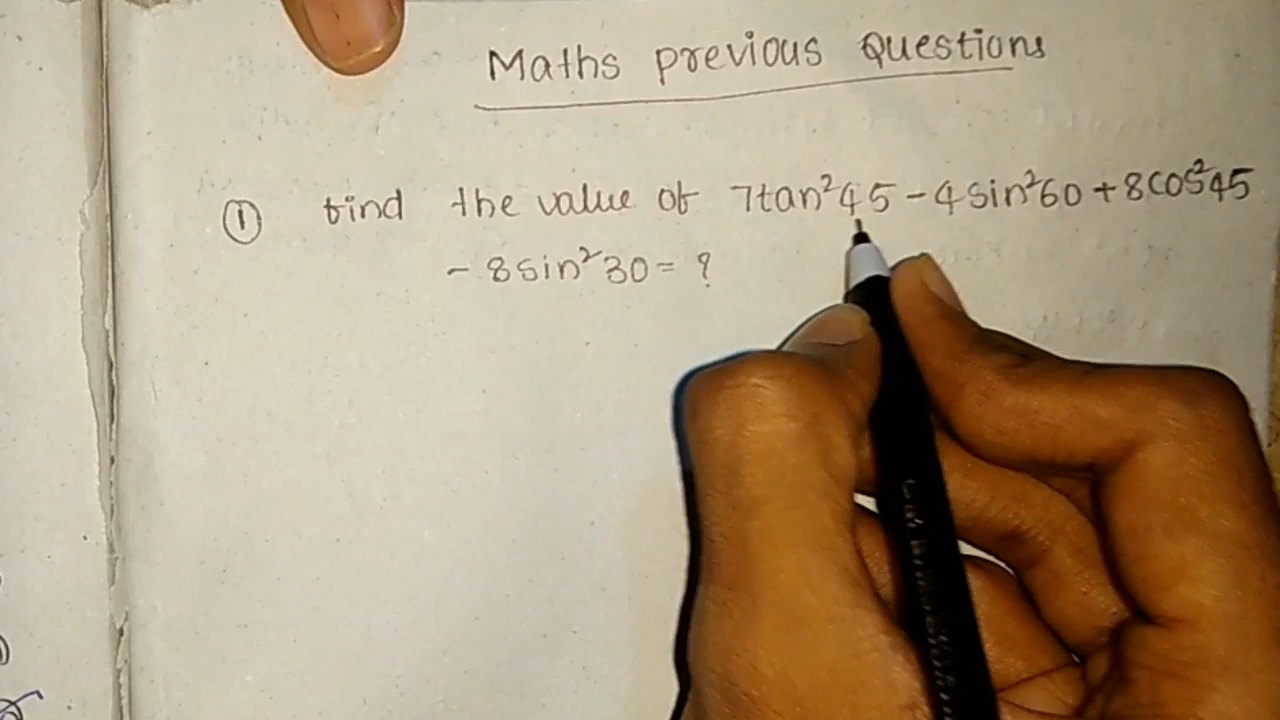 Maths previous Questions
① find the value of 7tan²45 - 4sin²60 + 8cos²45
- 8sin²30 = ?